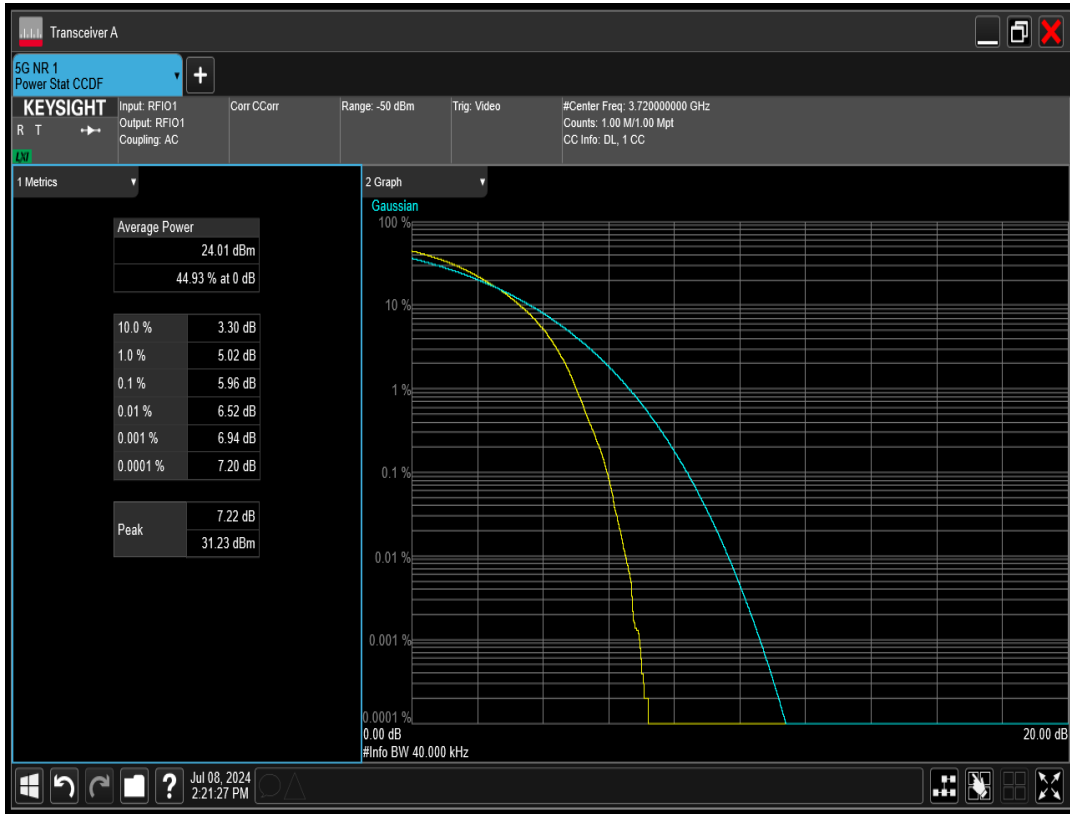 Transceiver A
5G NR 1
Power Stat CCDF
+
KEYSIGHT
R T
LXI
Input: RFIO1
Output: RFIO1
Coupling: AC
Corr CCorr
Range: -50 dBm
Trig: Video
#Center Freq: 3.720000000 GHz
Counts: 1.00 M/1.00 Mpt
CC Info: DL, 1 CC
1 Metrics
Average Power
24.01 dBm
44.93 % at 0 dB
10.0 % 3.30 dB
1.0 % 5.02 dB
0.1 % 5.96 dB
0.01 % 6.52 dB
0.001 % 6.94 dB
0.0001 % 7.20 dB
Peak
7.22 dB
31.23 dBm
2 Graph
Gaussian
100 %
10 %
1 %
0.1 %
0.01 %
0.001 %
0.0001 %
0.00 dB 20.00 dB
#Info BW 40.000 kHz
?
Jul 08, 2024
2:21:27 PM